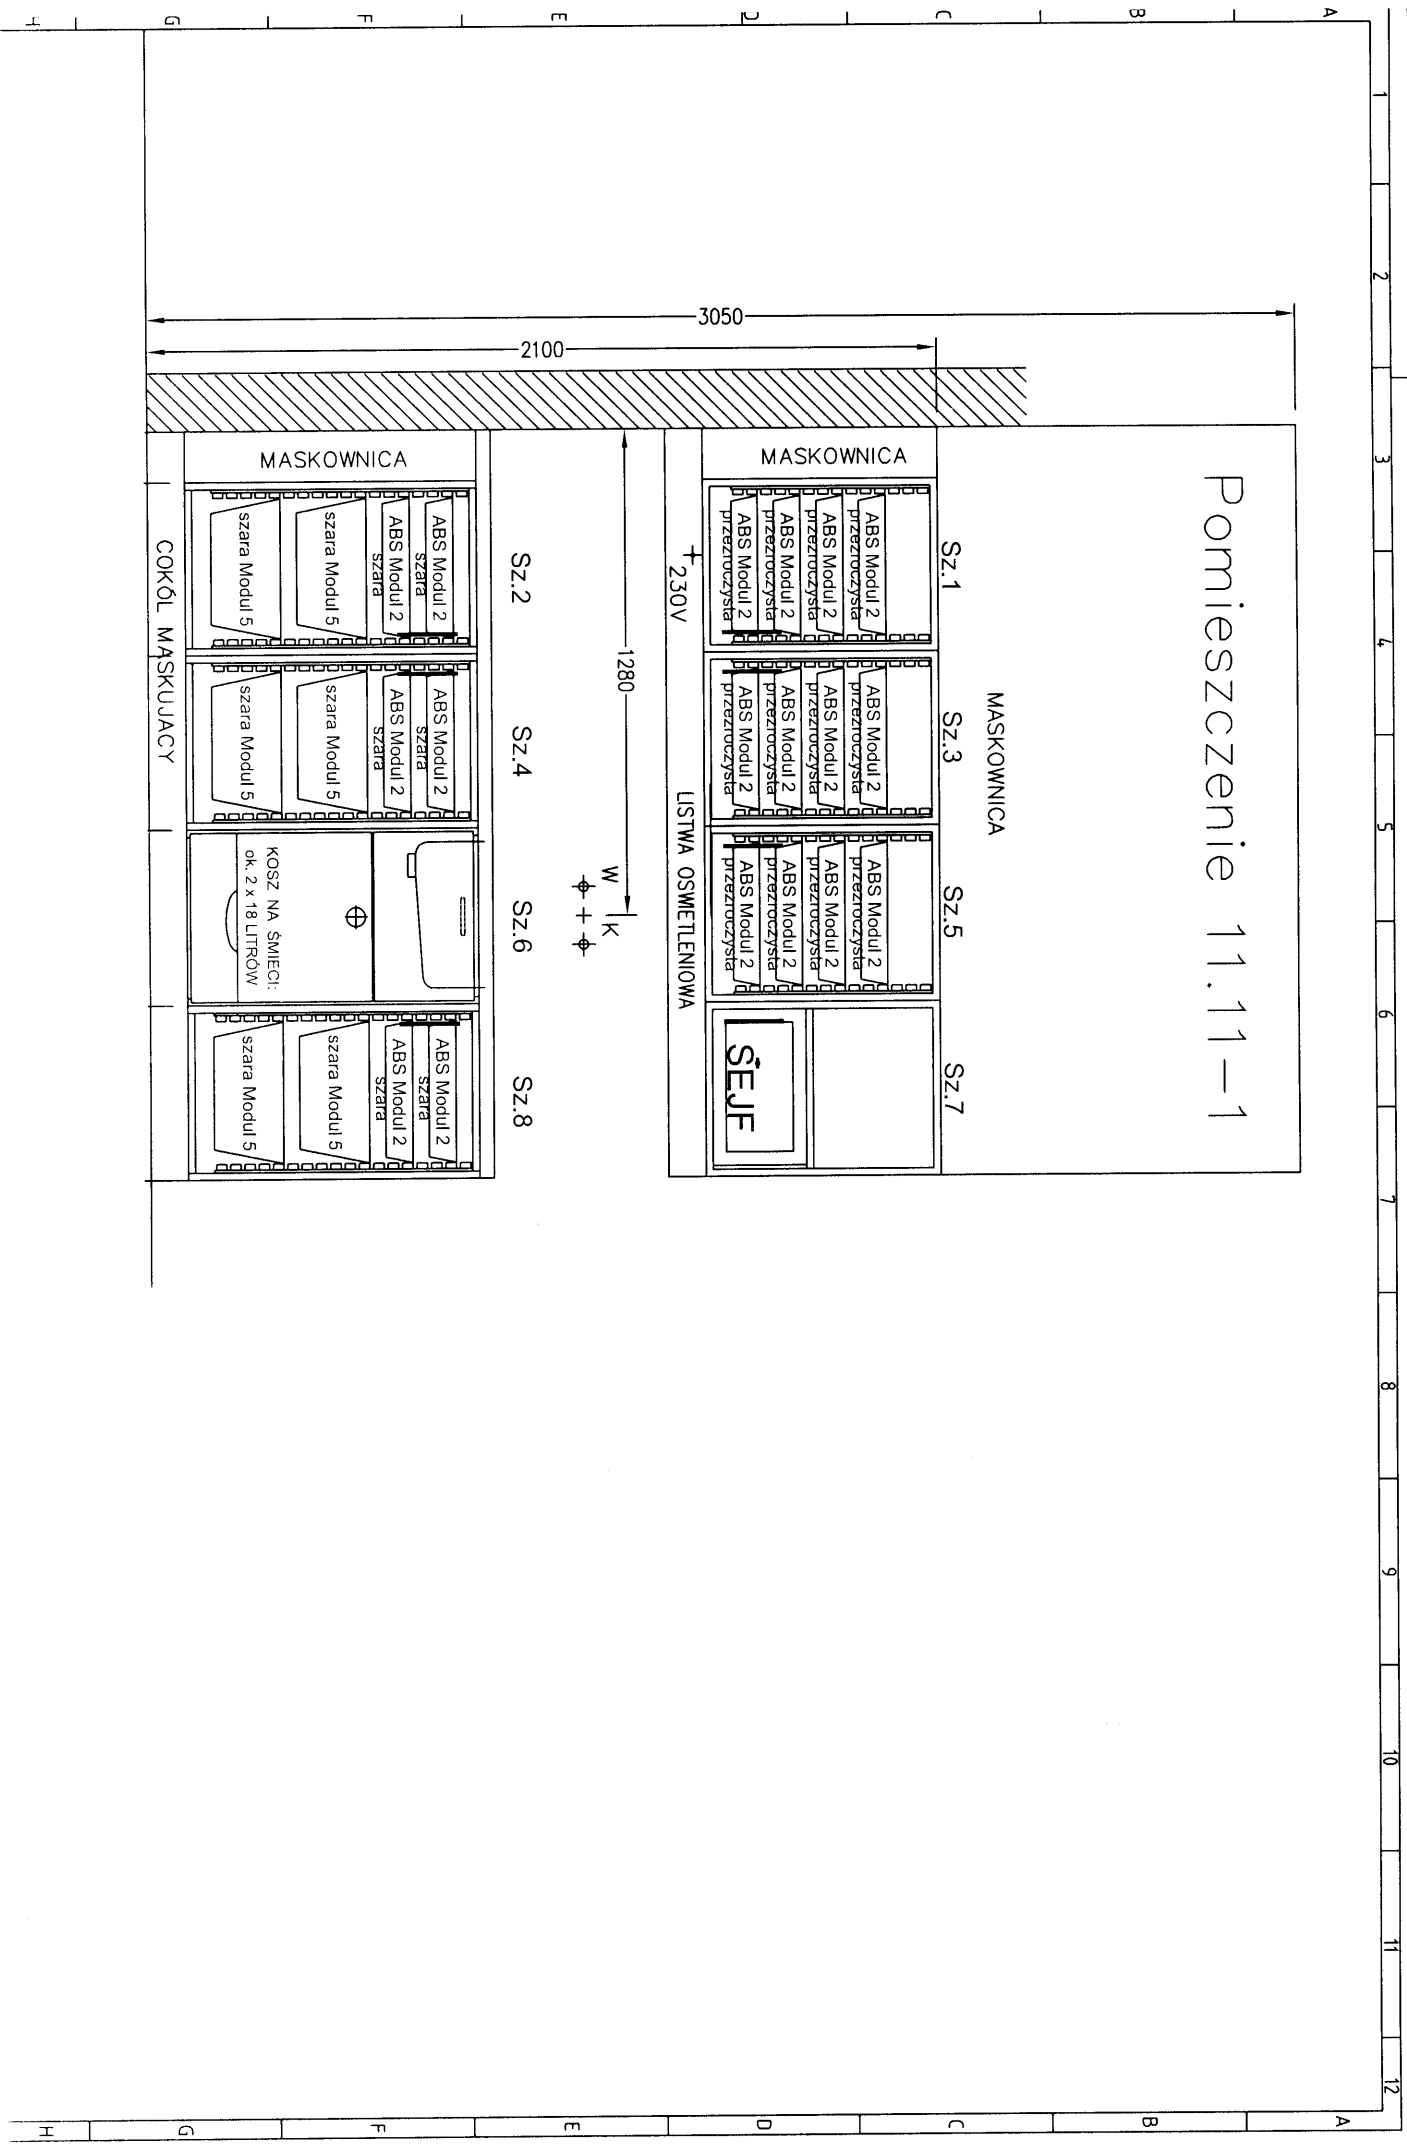 1
2
3
4
5
6
7
8
9
10
11
12
A
B
C
D
E
F
G
H
A
B
C
D
E
F
G
H
Pomieszczenie 11.11-1
3050
2100
MASKOWNICA
MASKOWNICA
Sz.1
Sz.3
Sz.5
Sz.7
ABS Modul 2
przezroczysta
ABS Modul 2
przezroczysta
ABS Modul 2
przezroczysta
ABS Modul 2
przezroczysta
ABS Modul 2
przezroczysta
ABS Modul 2
przezroczysta
ABS Modul 2
przezroczysta
ABS Modul 2
przezroczysta
ABS Modul 2
przezroczysta
ABS Modul 2
przezroczysta
ABS Modul 2
przezroczysta
ABS Modul 2
przezroczysta
SEJF
230V
LISTWA OSWIETLENIOWA
1280
W
K
Sz.2
Sz.4
Sz.6
Sz.8
MASKOWNICA
ABS Modul 2
szara
ABS Modul 2
szara
szara Modul 5
szara Modul 5
ABS Modul 2
szara
ABS Modul 2
szara
szara Modul 5
szara Modul 5
KOSZ NA ŚMIECI:
ok. 2 x 18 LITRÓW
ABS Modul 2
szara
ABS Modul 2
szara
szara Modul 5
szara Modul 5
COKÓL MASKUJACY